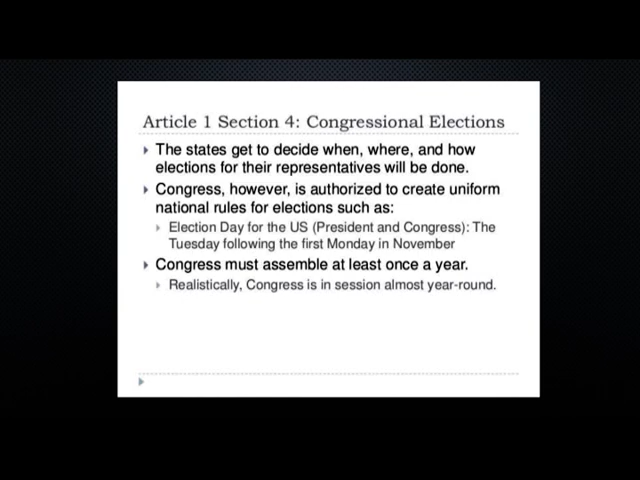 Article 1 Section 4: Congressional Elections
The states get to decide when, where, and how
elections for their representatives will be done.
Congress, however, is authorized to create uniform
national rules for elections such as:
Election Day for the US (President and Congress): The
Tuesday following the first Monday in November
Congress must assemble at least once a year.
Realistically, Congress is in session almost year-round.